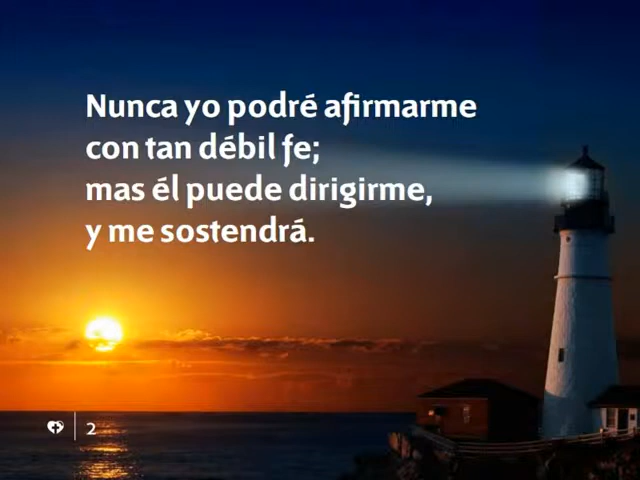 Nunca yo podré afirmarme
con tan débil fe;
mas él puede dirigirme,
y me sostendrá.
2